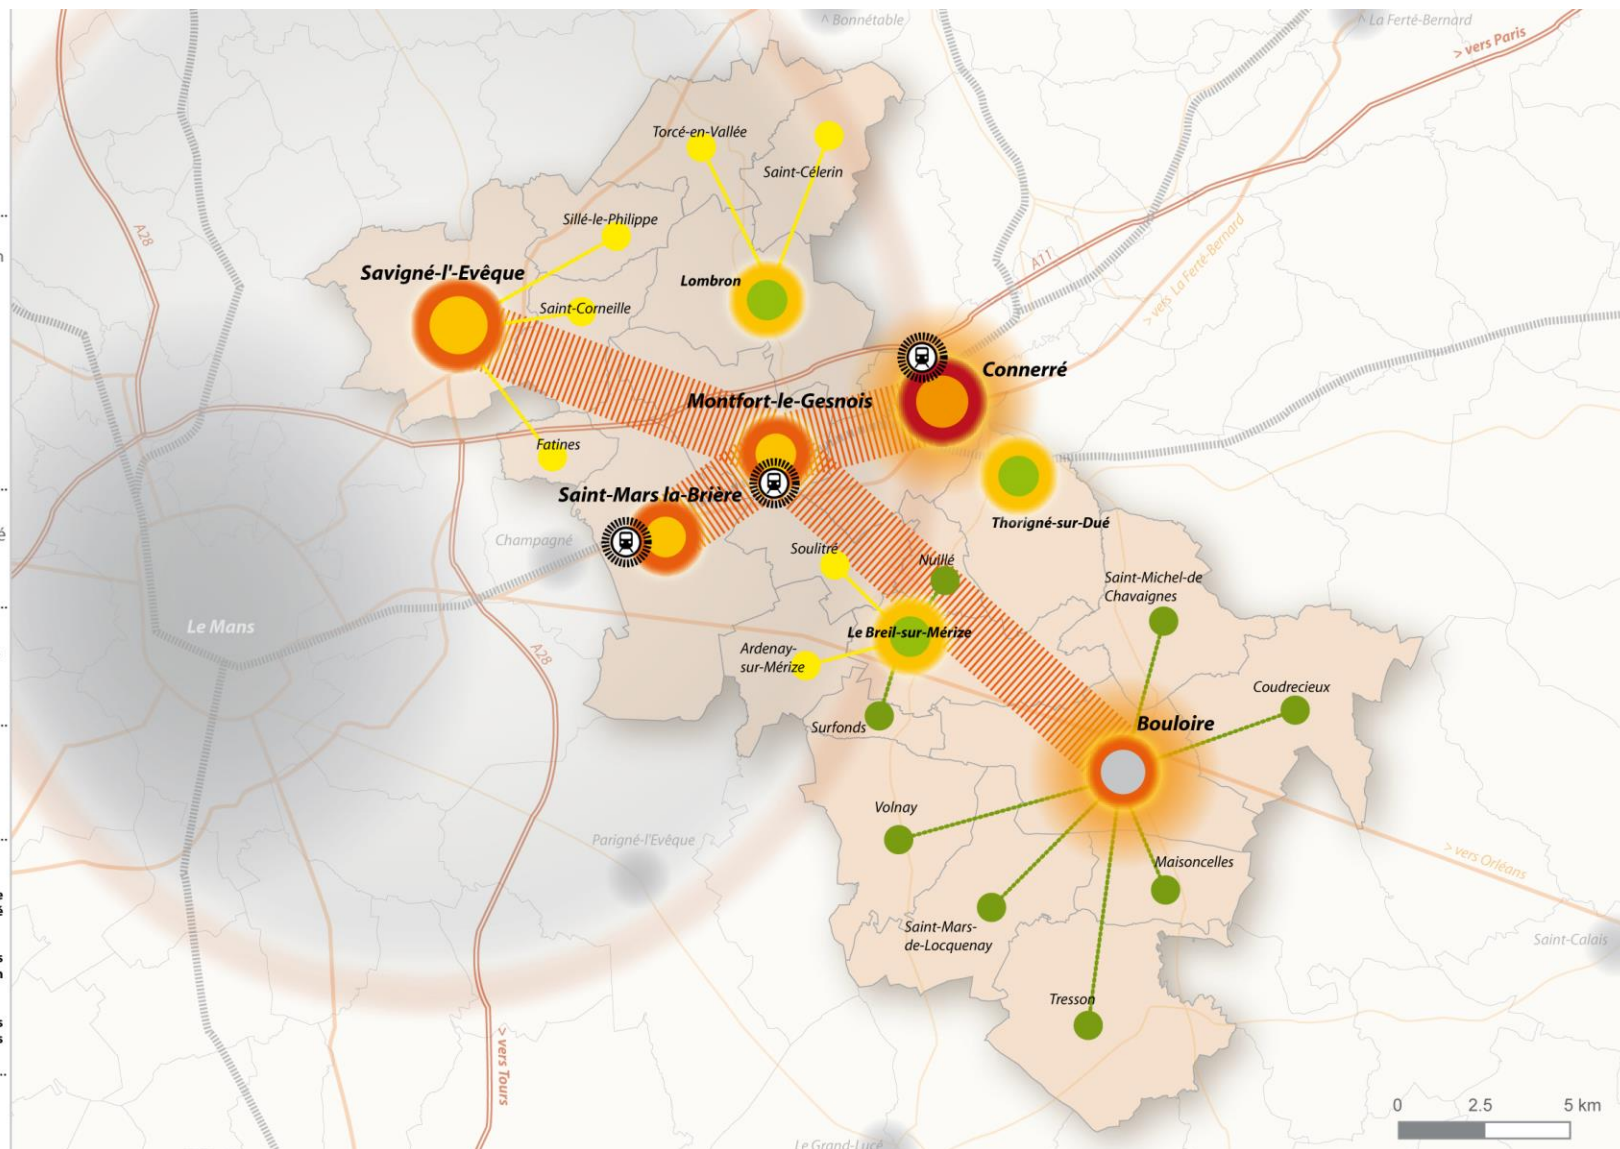 ^ Bonnétable
^ La Ferté-Bernard
> vers Paris
Torcé-en-Vallée
Saint-Célerin
A28
Sillé-le-Philippe
Savigné-l'-Evêque
Lombron
A11
> vers La Ferté-Bernard
Saint-Corneille
Connerré
Montfort-le-Gesnois
Fatines
Saint-Mars la-Brière
Thorigné-sur-Dué
Champagné
Soulitré
Nuillé
Saint-Michel-de
Chavaignes
Le Mans
Le Breil-sur-Mérize
A28
Ardenay-
sur-Mérize
Coudrecieux
Surfonds
Bouloire
Volnay
Parigné-l'Evêque
Maisoncelles
> vers Orléans
Saint-Mars-
de-Locquenay
Saint-Calais
Tresson
> vers Tours
0 2.5 5 km
Le Grand-Lucé